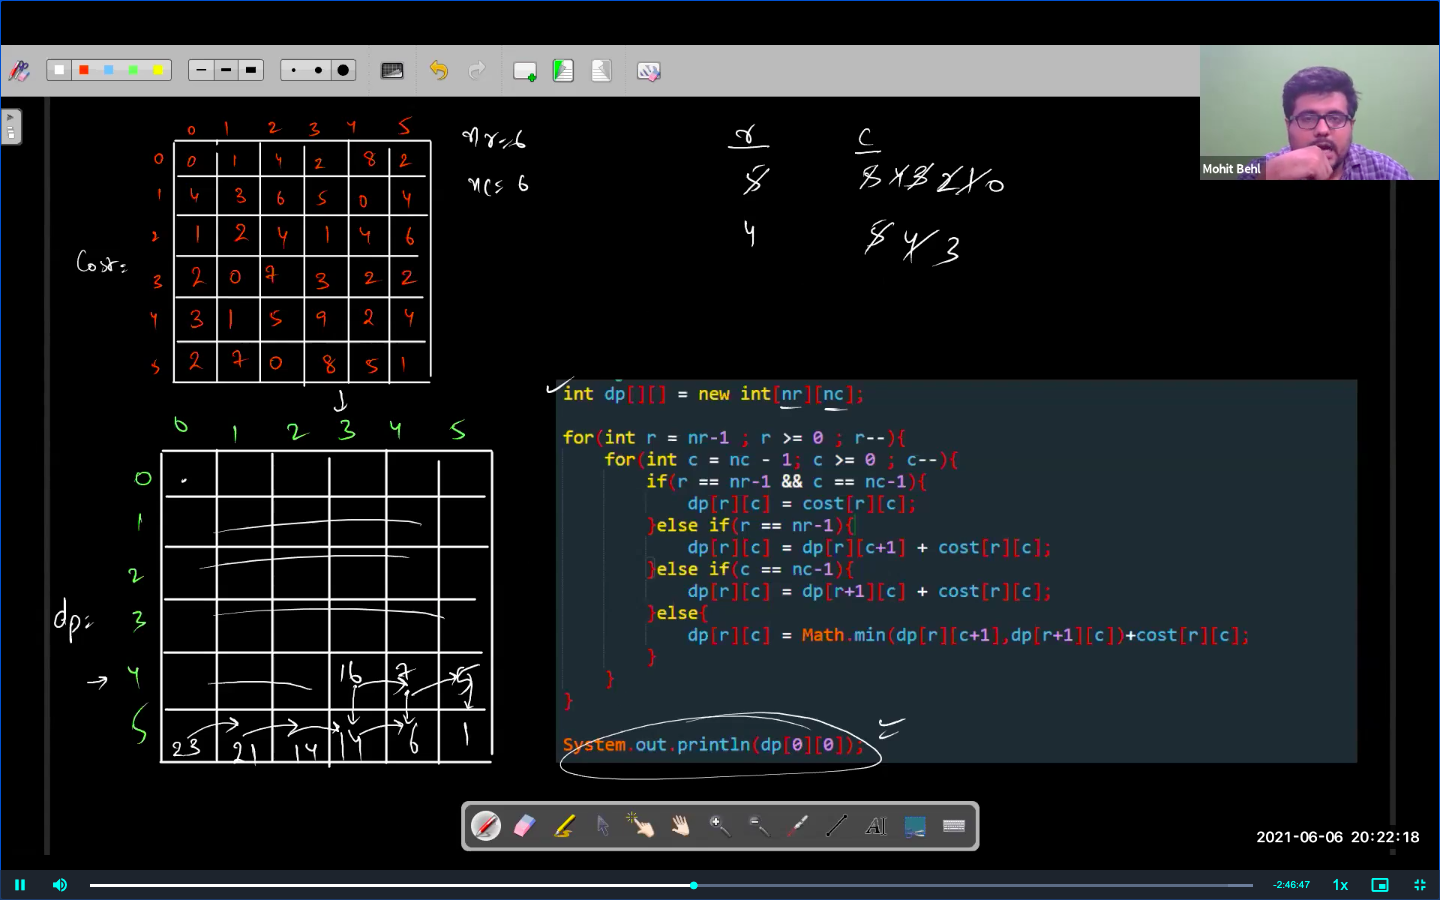 Mohit Behl
0 1 2 3 4 5
nr=6
r
c
0 0 1 4 2 8 2
nc=6
5
5 4 3 2 1 0
1 4 3 6 5 0 4
2 1 2 4 1 4 6
4
5 4 3
Cost=
3 2 0 7 3 2 2
4 3 1 5 9 2 4
5 2 7 0 8 5 1
0 1 2 3 4 5
0
1
2
3
dp=
4 16 7 5
5 23 21 14 14 6 1
int dp[][] = new int[nr][nc];
for(int r = nr-1 ; r >= 0 ; r--){
for(int c = nc - 1; c >= 0 ; c--){
if(r == nr-1 && c == nc-1){
dp[r][c] = cost[r][c];
}else if(r == nr-1){
dp[r][c] = dp[r][c+1] + cost[r][c];
}else if(c == nc-1){
dp[r][c] = dp[r+1][c] + cost[r][c];
}else{
dp[r][c] = Math.min(dp[r][c+1],dp[r+1][c])+cost[r][c];
}
}
}
System.out.println(dp[0][0]);
AI
2021-06-06 20:22:18
-2:46:47
1x